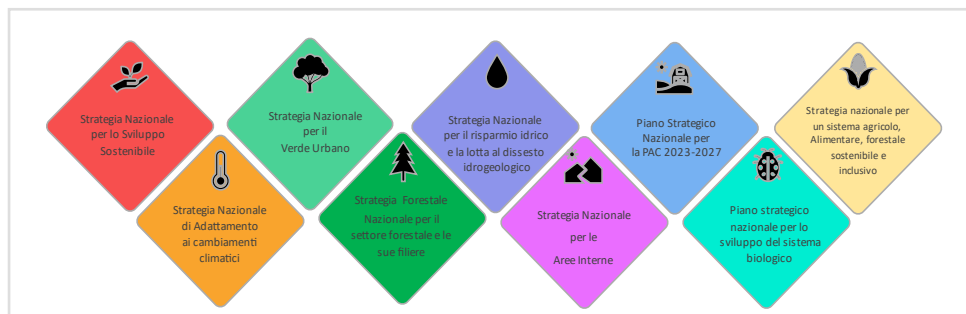 Strategia Nazionale
per lo Sviluppo
Sostenibile
Strategia Nazionale
di Adattamento
ai cambiamenti
climatici
Strategia Nazionale
per il
Verde Urbano
Strategia Forestale
Nazionale per il
settore forestale e le
sue filiere
Strategia Nazionale
per il risparmio idrico
e la lotta al dissesto
idrogeologico
Strategia Nazionale
per le
Aree Interne
Piano Strategico
Nazionale per
la PAC 2023-2027
Piano strategico
nazionale per lo
sviluppo del sistema
biologico
Strategia nazionale per
un sistema agricolo,
Alimentare, forestale
sostenibile e
inclusivo